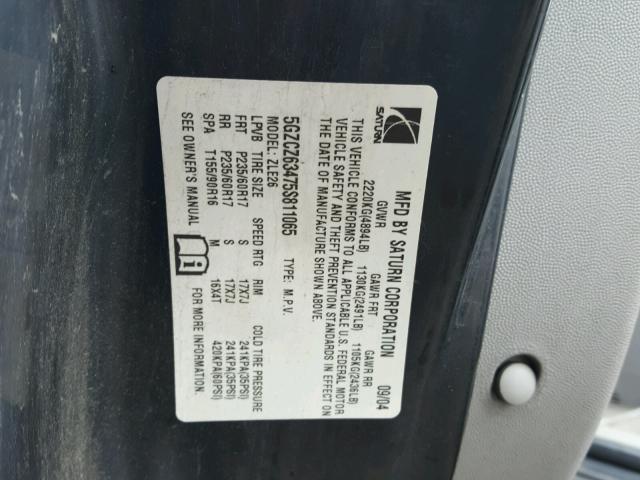 SATURN
MFD BY SATURN CORPORATION 09/04
GVWR GAWR FRT GAWR RR
2220KG(4894LB) 1130KG(2491LB) 1105KG(2436LB)
THIS VEHICLE CONFORMS TO ALL APPLICABLE U.S. FEDERAL MOTOR
VEHICLE SAFETY AND THEFT PREVENTION STANDARDS IN EFFECT ON
THE DATE OF MANUFACTURE SHOWN ABOVE.
5GZCZ63475S811065 TYPE: M.P.V.
MODEL: ZLE26
LPVB TIRE SIZE SPEED RTG RIM COLD TIRE PRESSURE
FRT P235/60R17 S 17X7J 241KPA(35PSI)
RR P235/60R17 S 17X7J 241KPA(35PSI)
SPA T155/90R16 M 16X4T 420KPA(60PSI)
SEE OWNER'S MANUAL FOR MORE INFORMATION.